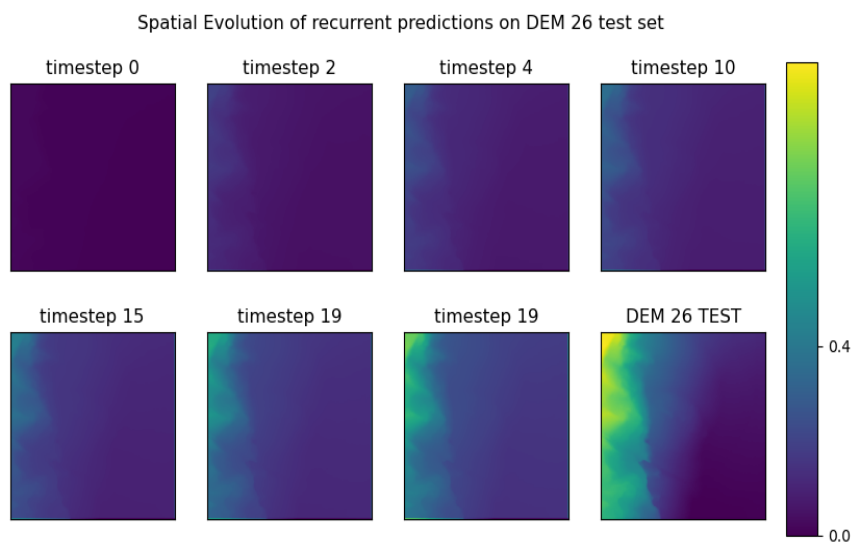 Spatial Evolution of recurrent predictions on DEM 26 test set
timestep 0
timestep 2
timestep 4
timestep 10
timestep 15
timestep 19
timestep 19
DEM 26 TEST
0.4
0.0